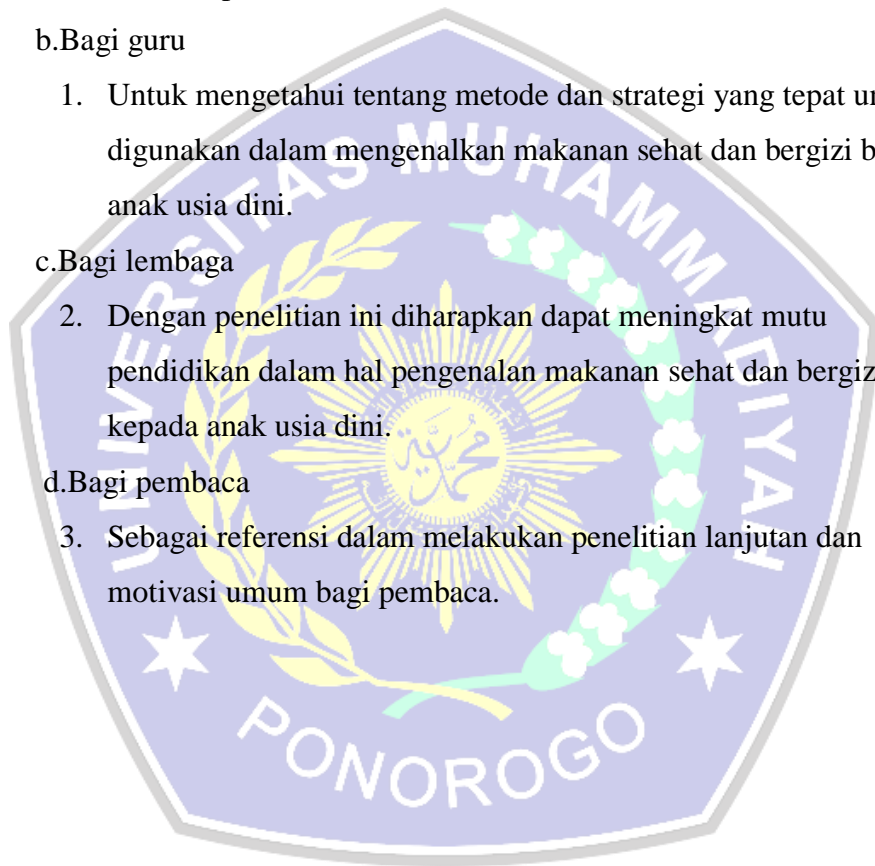 b.Bagi guru
1. Untuk mengetahui tentang metode dan strategi yang tepat
digunakan dalam mengenalkan makanan sehat dan bergizi
anak usia dini.
c.Bagi lembaga
2. Dengan penelitian ini diharapkan dapat meningkat mutu
pendidikan dalam hal pengenalan makanan sehat dan
kepada anak usia dini.
d.Bagi pembaca
3. Sebagai referensi dalam melakukan penelitian lanjutan dan
motivasi umum bagi pembaca.
UNIVERSITAS MUHAMMADIYAH
محمدية
PONOROGO